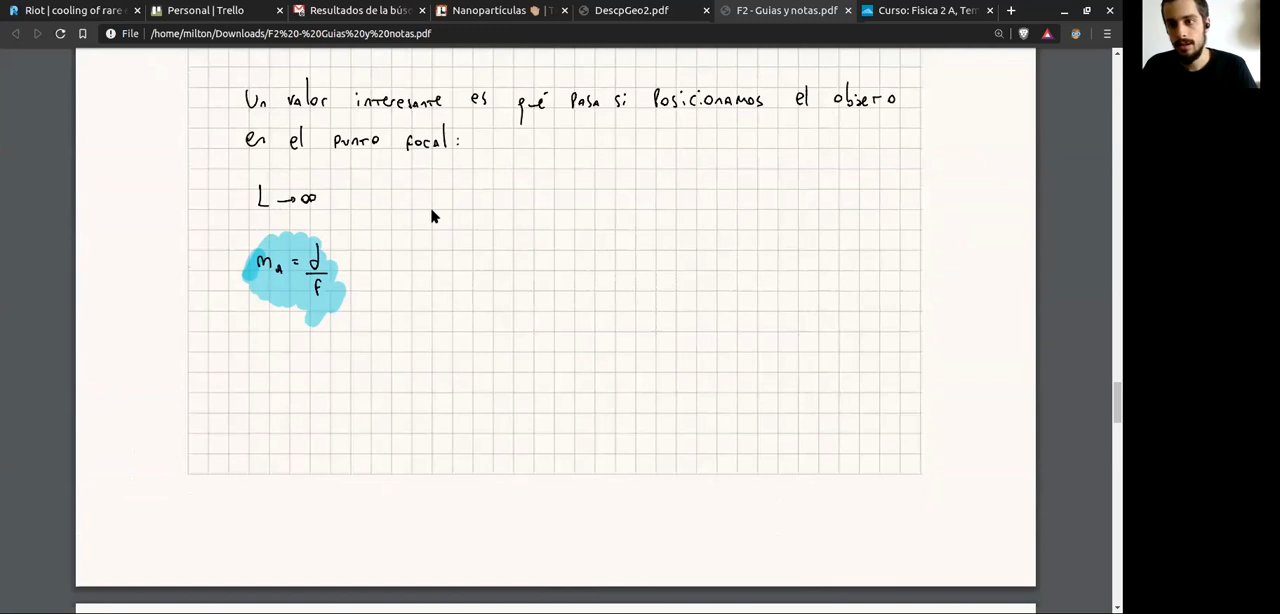 Riot | cooling of rare e
Personal | Trello
Resultados de la bús
Nanopartículas 👋🏽 | T
DescpGeo2.pdf
F2 - Guias y notas.pdf
Curso: Fisica 2 A, Tem
File /home/milton/Downloads/F2%20-%20Guias%20y%20notas.pdf
Un valor interesante es qué pasa si posicionamos el objeto
en el punto focal:
L → ∞
m_A = d/f